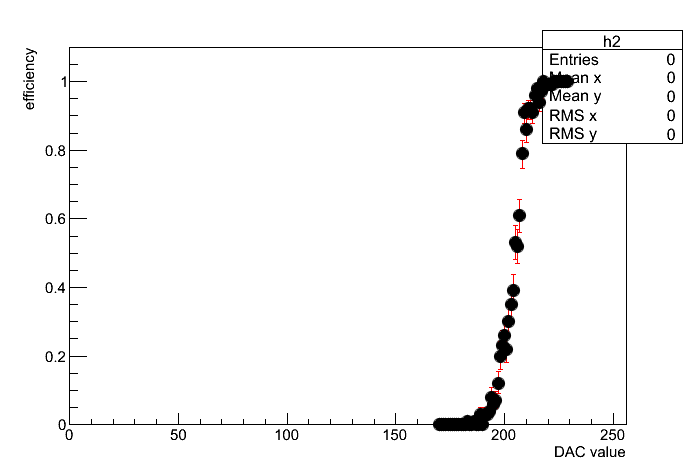 h2
Entries 0
Mean x 0
Mean y 0
RMS x 0
RMS y 0
efficiency
1
0.8
0.6
0.4
0.2
0
0 50 100 150 200 250
DAC value